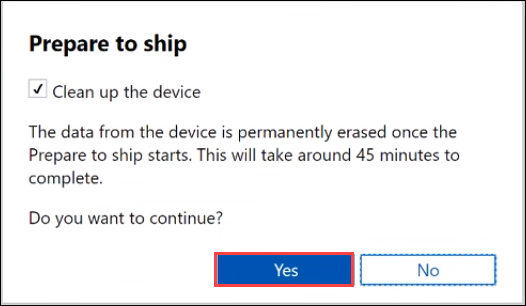 Prepare to ship
Clean up the device
The data from the device is permanently erased once the
Prepare to ship starts. This will take around 45 minutes to
complete.
Do you want to continue?
Yes
No